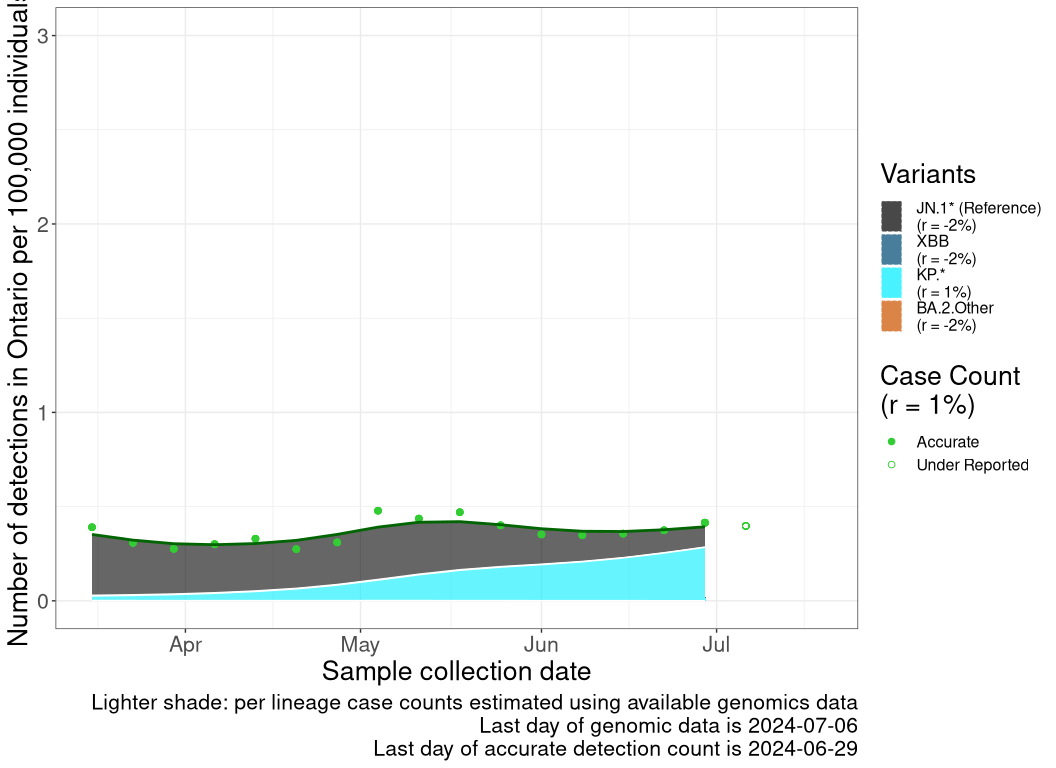 Number of detections in Ontario per 100,000 individuals
3
2
1
0
Apr
May
Jun
Jul
Sample collection date
Lighter shade: per lineage case counts estimated using available genomics data
Last day of genomic data is 2024-07-06
Last day of accurate detection count is 2024-06-29
Variants
JN.1* (Reference)
(r = -2%)
XBB
(r = -2%)
KP.*
(r = 1%)
BA.2.Other
(r = -2%)
Case Count
(r = 1%)
Accurate
Under Reported